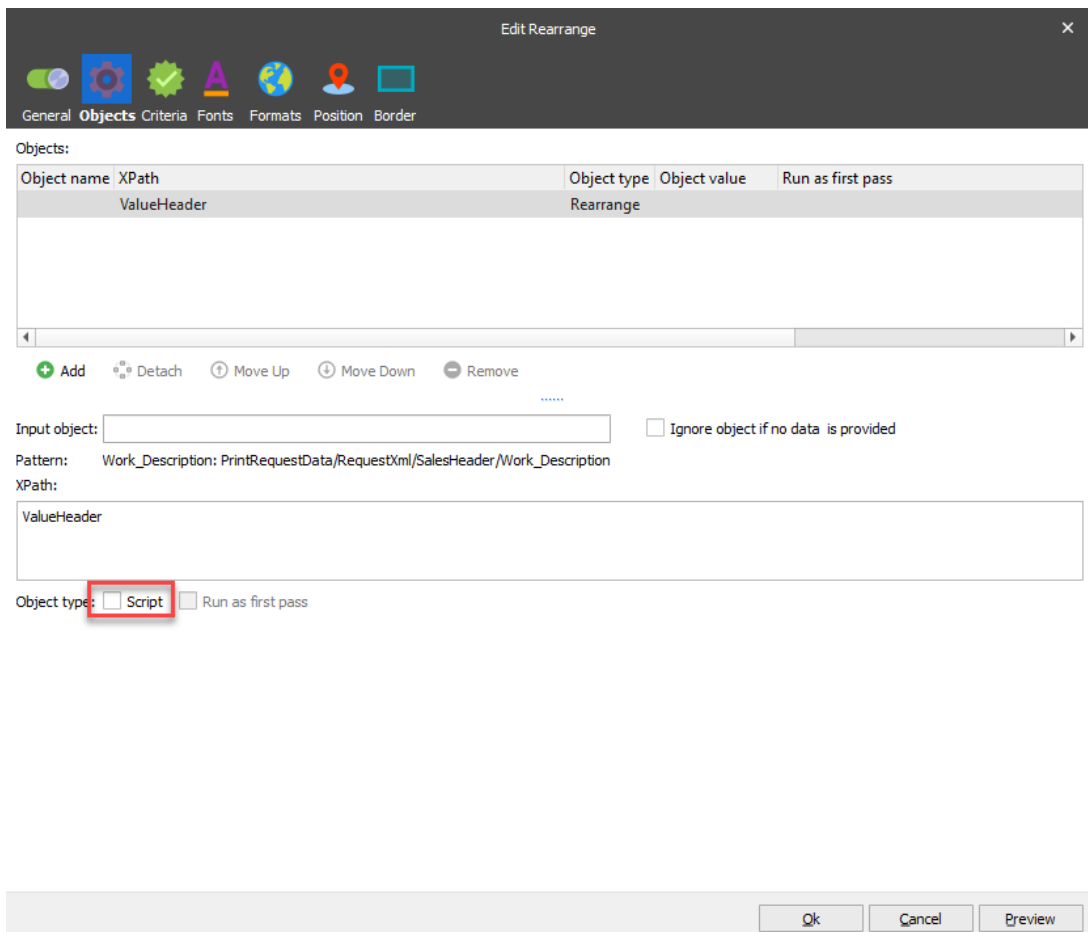 Edit Rearrange
General Objects Criteria Fonts Formats Position Border
Objects:
Object name XPath Object type Object value Run as first pass
ValueHeader Rearrange
Add Detach Move Up Move Down Remove
Input object: Ignore object if no data is provided
Pattern: Work_Description: PrintRequestData/RequestXml/SalesHeader/Work_Description
XPath:
ValueHeader
Object type: Script Run as first pass
Ok Cancel Preview